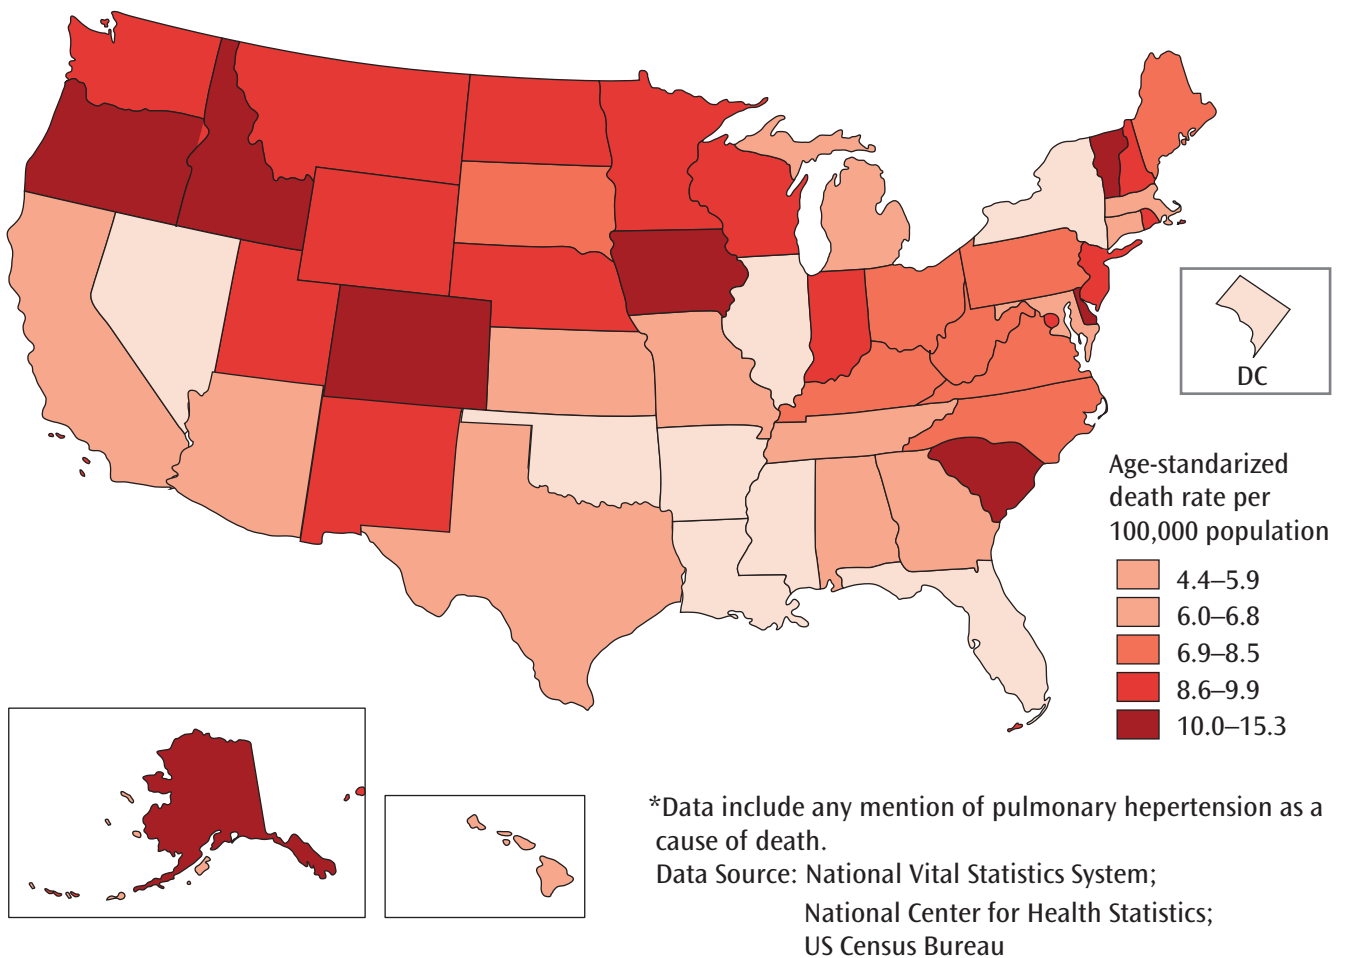 DC
Age-standarized
death rate per
100,000 population
4.4–5.9
6.0–6.8
6.9–8.5
8.6–9.9
10.0–15.3
*Data include any mention of pulmonary hepertension as a
cause of death.
Data Source: National Vital Statistics System;
National Center for Health Statistics;
US Census Bureau